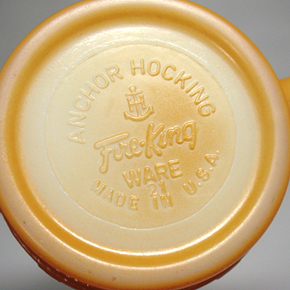 ANCHOR HOCKING
Fire-King
WARE
21
MADE IN U.S.A.